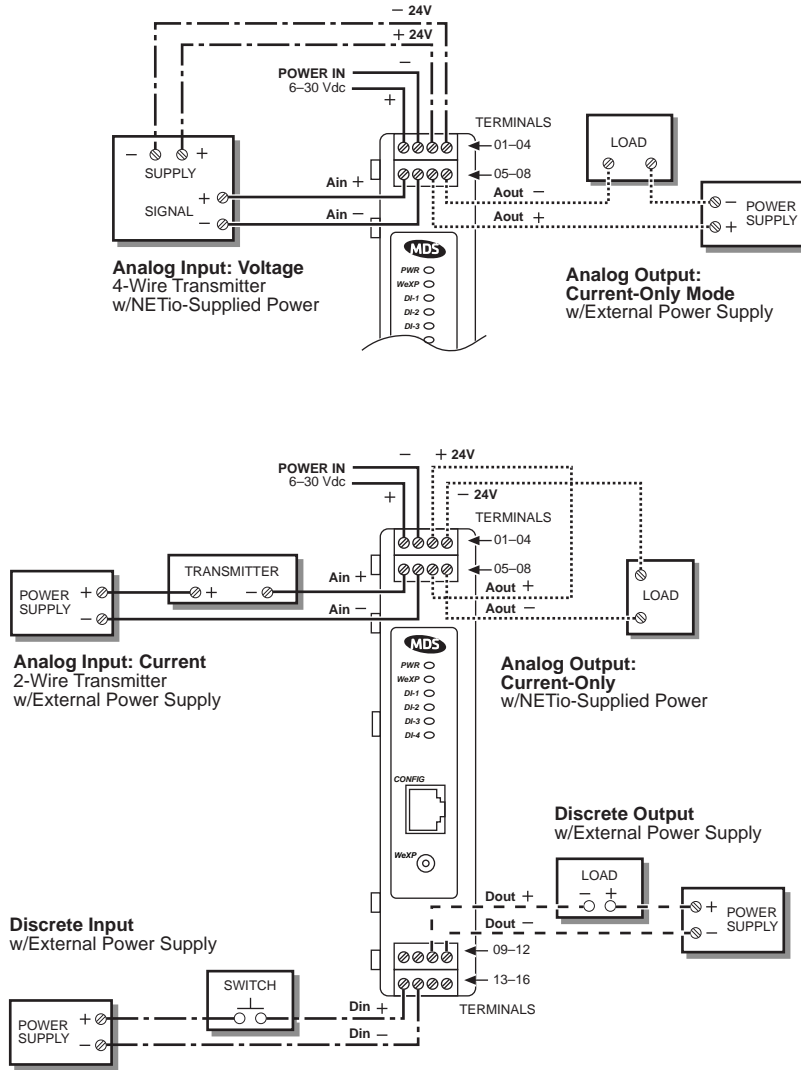 − 24V
+ 24V
POWER IN
6–30 Vdc
−
+
TERMINALS
01–04
05–08
− +
SUPPLY
SIGNAL
+
−
Ain +
Ain −
LOAD
Aout −
Aout +
−
+
POWER
SUPPLY
MDS
PWR
WeXP
DI-1
DI-2
DI-3
Analog Input: Voltage
4-Wire Transmitter
w/NETio-Supplied Power
Analog Output:
Current-Only Mode
w/External Power Supply
− + 24V
POWER IN
6–30 Vdc
+
− 24V
TERMINALS
01–04
05–08
POWER
SUPPLY
+
−
TRANSMITTER
+ −
Ain +
Ain −
Aout +
Aout −
LOAD
Analog Input: Current
2-Wire Transmitter
w/External Power Supply
MDS
PWR
WeXP
DI-1
DI-2
DI-3
DI-4
Analog Output:
Current-Only
w/NETio-Supplied Power
CONFIG
WeXP
Discrete Output
w/External Power Supply
LOAD
− +
Dout +
Dout −
+
−
POWER
SUPPLY
Discrete Input
w/External Power Supply
09–12
13–16
TERMINALS
SWITCH
POWER
SUPPLY
+
−
Din +
Din −